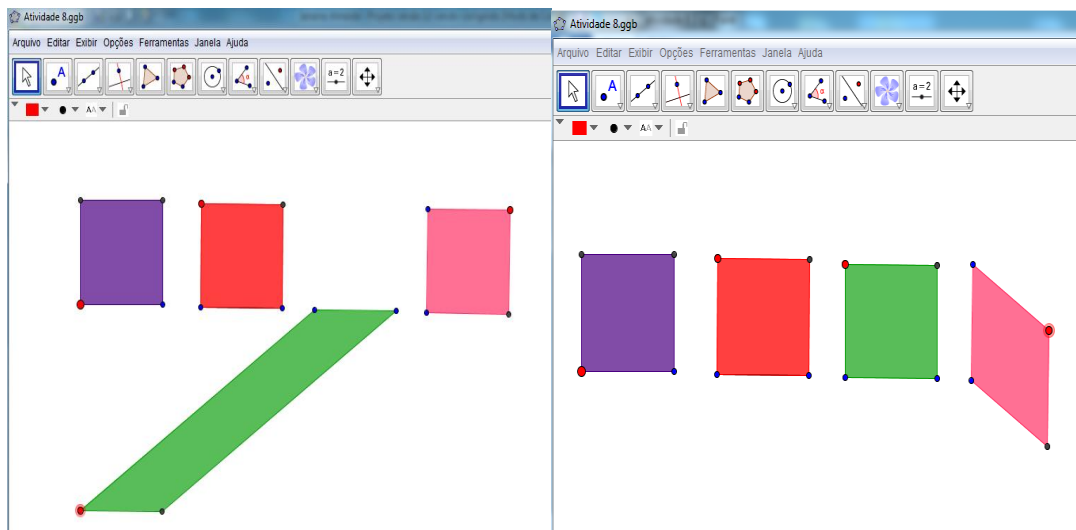 Atividade 8.ggb
Arquivo Editar Exibir Opções Ferramentas Janela Ajuda
A
α
a=2
AA
Atividade 8.ggb
Arquivo Editar Exibir Opções Ferramentas Janela Ajuda
A
α
a=2
AA